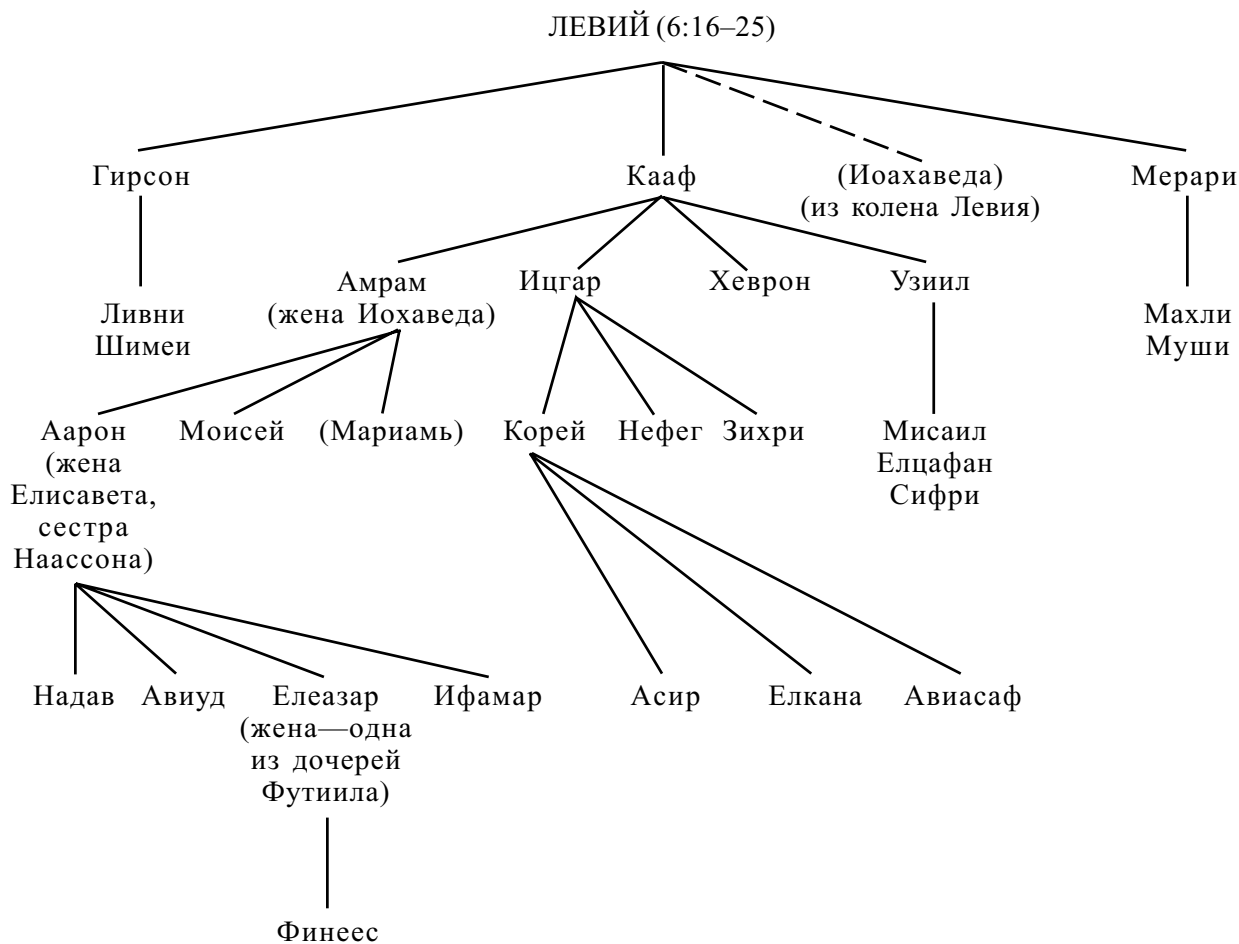 ЛЕВИЙ (6:16–25)
Гирсон
Кааф
(Иоахаведа)
(из колена Левия)
Мерари
Амрам
(жена Иохаведа)
Ицгар
Хеврон
Узиил
Ливни
Шимеи
Махли
Муши
Аарон
(жена
Елисавета,
сестра
Наассона)
Моисей
(Мариамь)
Корей
Нефег
Зихри
Мисаил
Елцафан
Сифри
Надав
Авиуд
Елеазар
(жена—одна
из дочерей
Футиила)
Ифамар
Асир
Елкана
Авиасаф
Финеес